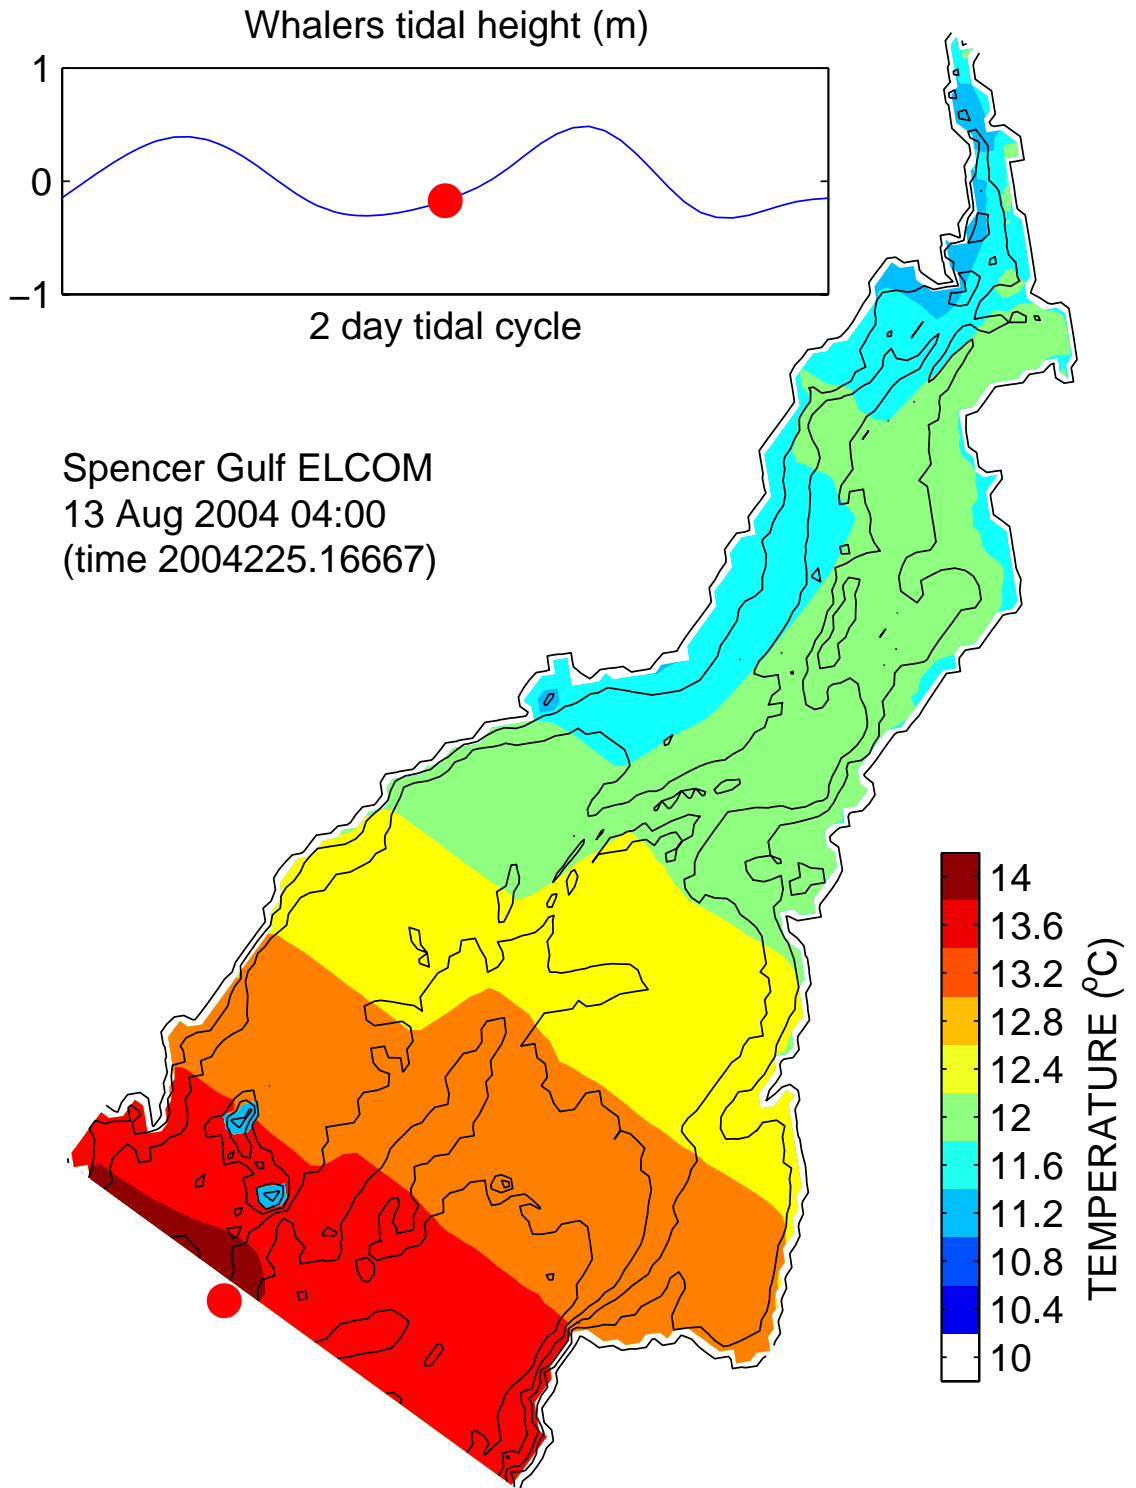 Whalers tidal height (m)
1
0
−1
2 day tidal cycle
Spencer Gulf ELCOM
13 Aug 2004 04:00
(time 2004225.16667)
14
13.6
13.2
12.8
12.4
12
11.6
11.2
10.8
10.4
10
TEMPERATURE (ºC)